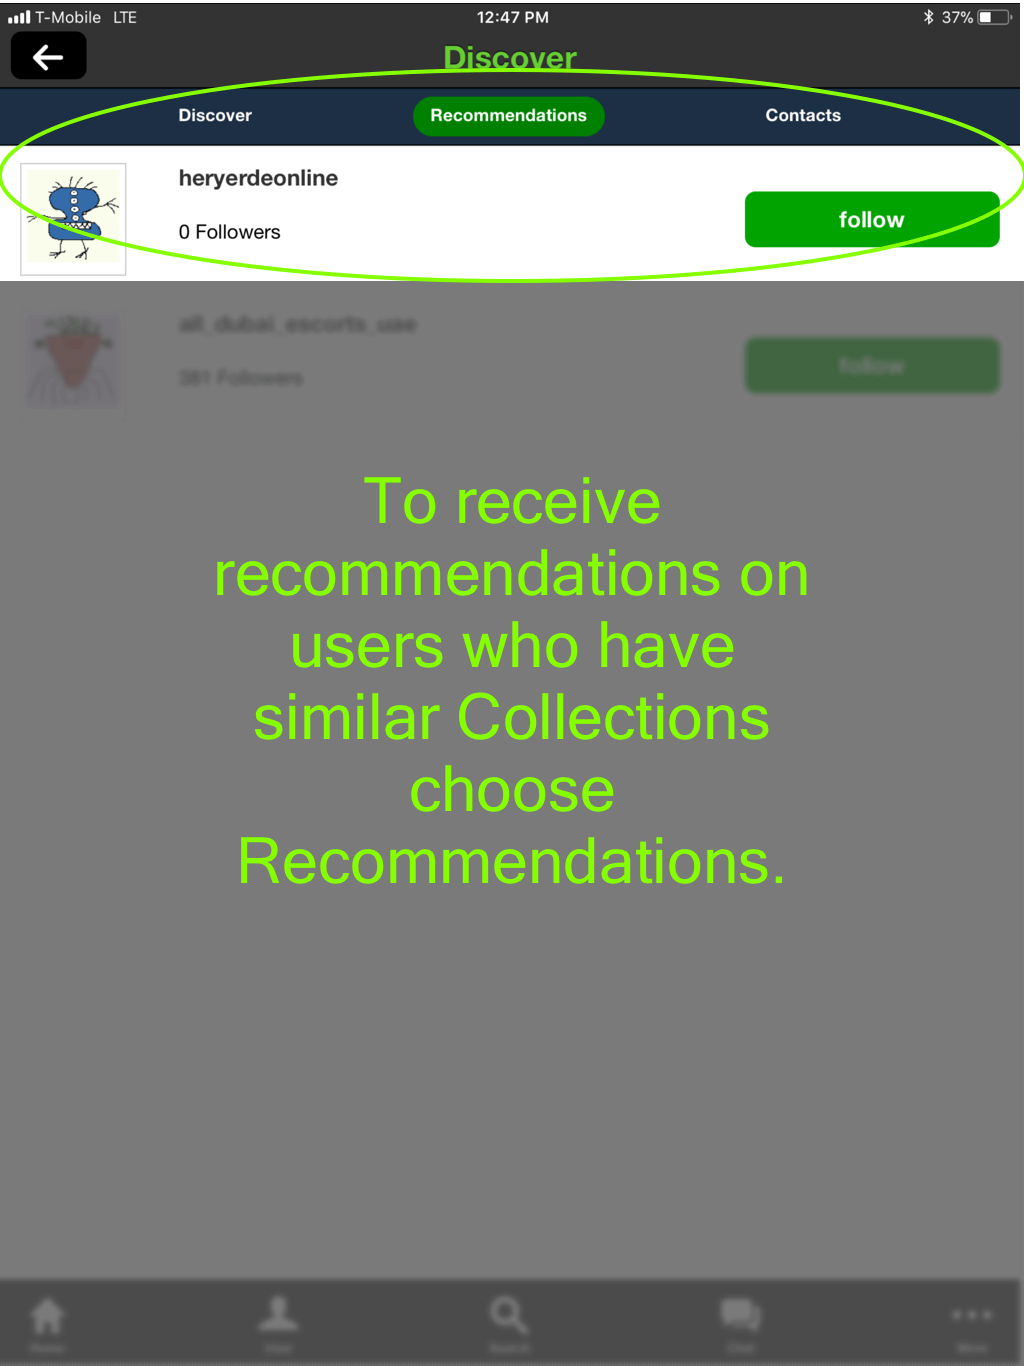 T-Mobile LTE 12:47 PM 37%
Discover
Discover Recommendations Contacts
heryerdeonline
0 Followers
follow
all_dubai_escorts_uae
381 Followers
follow
To receive
recommendations on
users who have
similar Collections
choose
Recommendations.
Home User Search Chat More